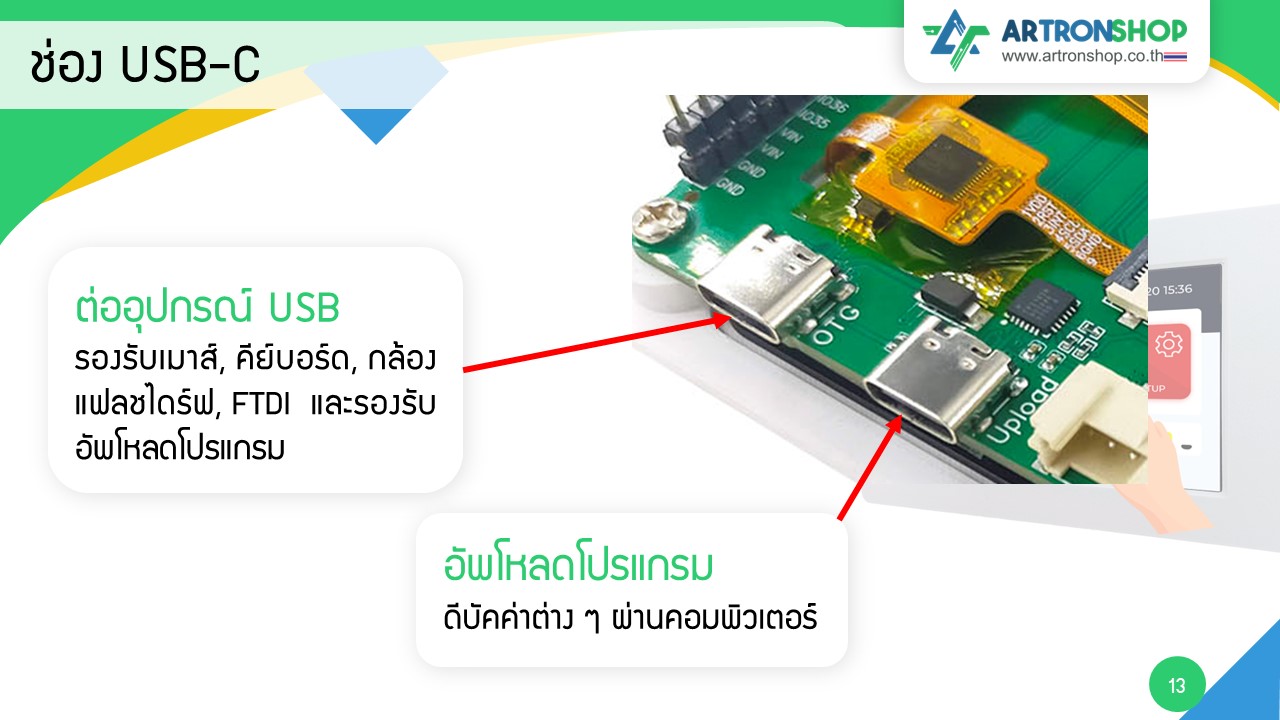 ช่อง USB-C
ARTRONSHOP
www.artronshop.co.th
IO36
IO35
VIN
VIN
GND
GND
OTG
Upload
20 15:36
TUP
ต่ออุปกรณ์ USB
รองรับเมาส์, คีย์บอร์ด, กล้อง
แฟลชไดร์ฟ, FTDI และรองรับ
อัพโหลดโปรแกรม
อัพโหลดโปรแกรม
ดีบัคค่าต่าง ๆ ผ่านคอมพิวเตอร์
13